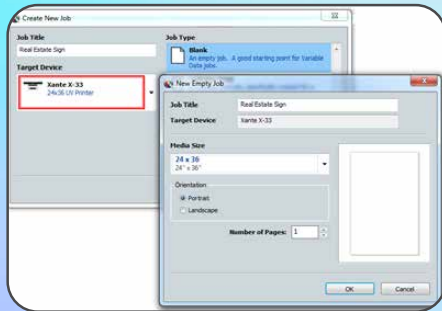 Create New Job
Job Title
Real Estate Sign
Target Device
Xante X-33
24x36 UV Printer
Job Type
Blank
An empty job. A good starting point for Variable
Data jobs.
New Empty Job
Job Title
Real Estate Sign
Target Device
Xante X-33
Media Size
24 x 36
24" x 36"
Orientation
Portrait
Landscape
Number of Pages:
1
OK
Cancel